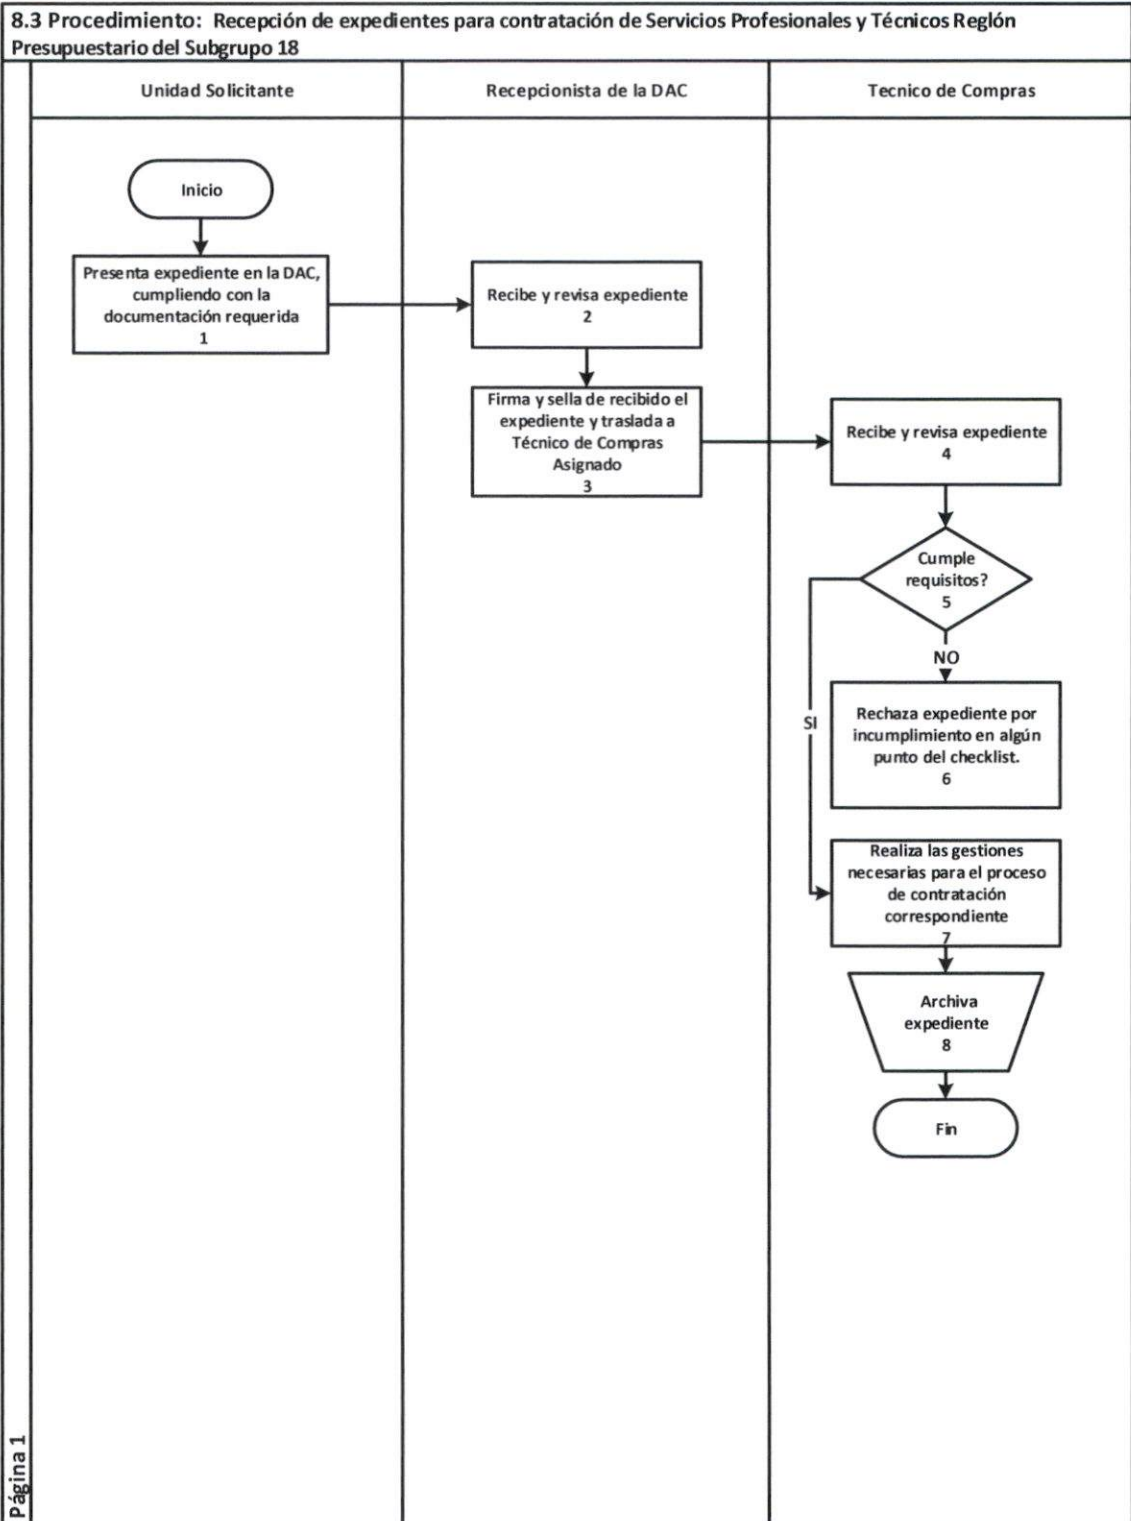 8.3 Procedimiento: Recepción de expedientes para contratación de Servicios Profesionales y Técnicos Reglón
Presupuestario del Subgrupo 18
Unidad Solicitante
Recepcionista de la DAC
Tecnico de Compras
Inicio
Presenta expediente en la DAC,
cumpliendo con la
documentación requerida
1
Recibe y revisa expediente
2
Firma y sella de recibido el
expediente y traslada a
Técnico de Compras
Asignado
3
Recibe y revisa expediente
4
Cumple
requisitos?
5
NO
SI
Rechaza expediente por
incumplimiento en algún
punto del checklist.
6
Realiza las gestiones
necesarias para el proceso
de contratación
correspondiente
7
Archiva
expediente
8
Fin
Página 1